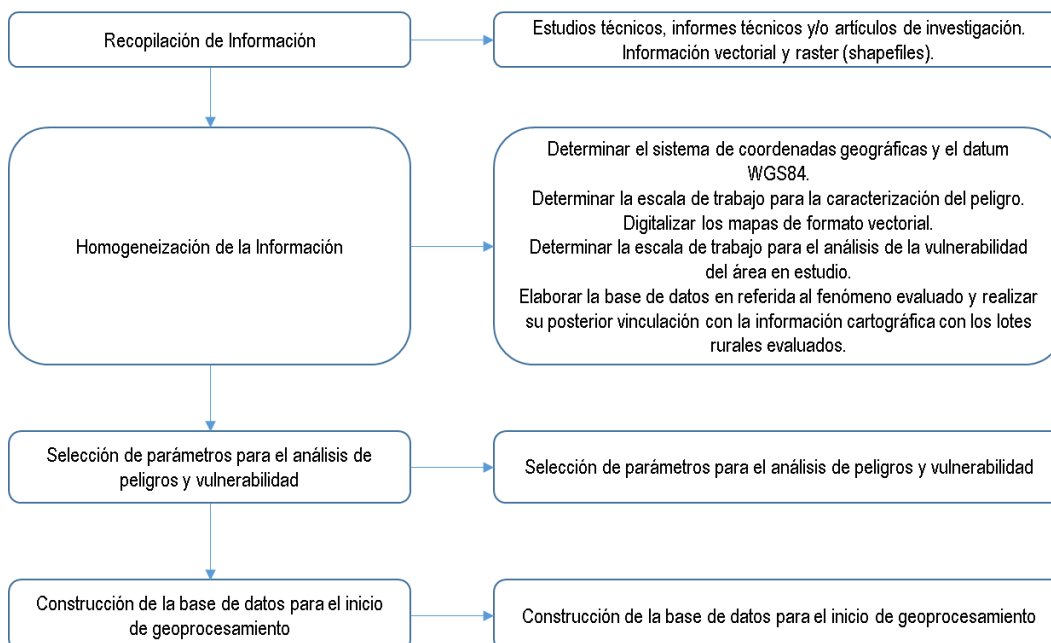 Recopilación de Información
Estudios técnicos, informes técnicos y/o artículos de investigación.
Información vectorial y raster (shapefiles).
Homogeneización de la Información
Determinar el sistema de coordenadas geográficas y el datum
WGS84.
Determinar la escala de trabajo para la caracterización del peligro.
Digitalizar los mapas de formato vectorial.
Determinar la escala de trabajo para el análisis de la vulnerabilidad
del área en estudio.
Elaborar la base de datos en referida al fenómeno evaluado y realizar
su posterior vinculación con la información cartográfica con los lotes
rurales evaluados.
Selección de parámetros para el análisis de
peligros y vulnerabilidad
Selección de parámetros para el análisis de peligros y vulnerabilidad
Construcción de la base de datos para el inicio
de geoprocesamiento
Construcción de la base de datos para el inicio de geoprocesamiento